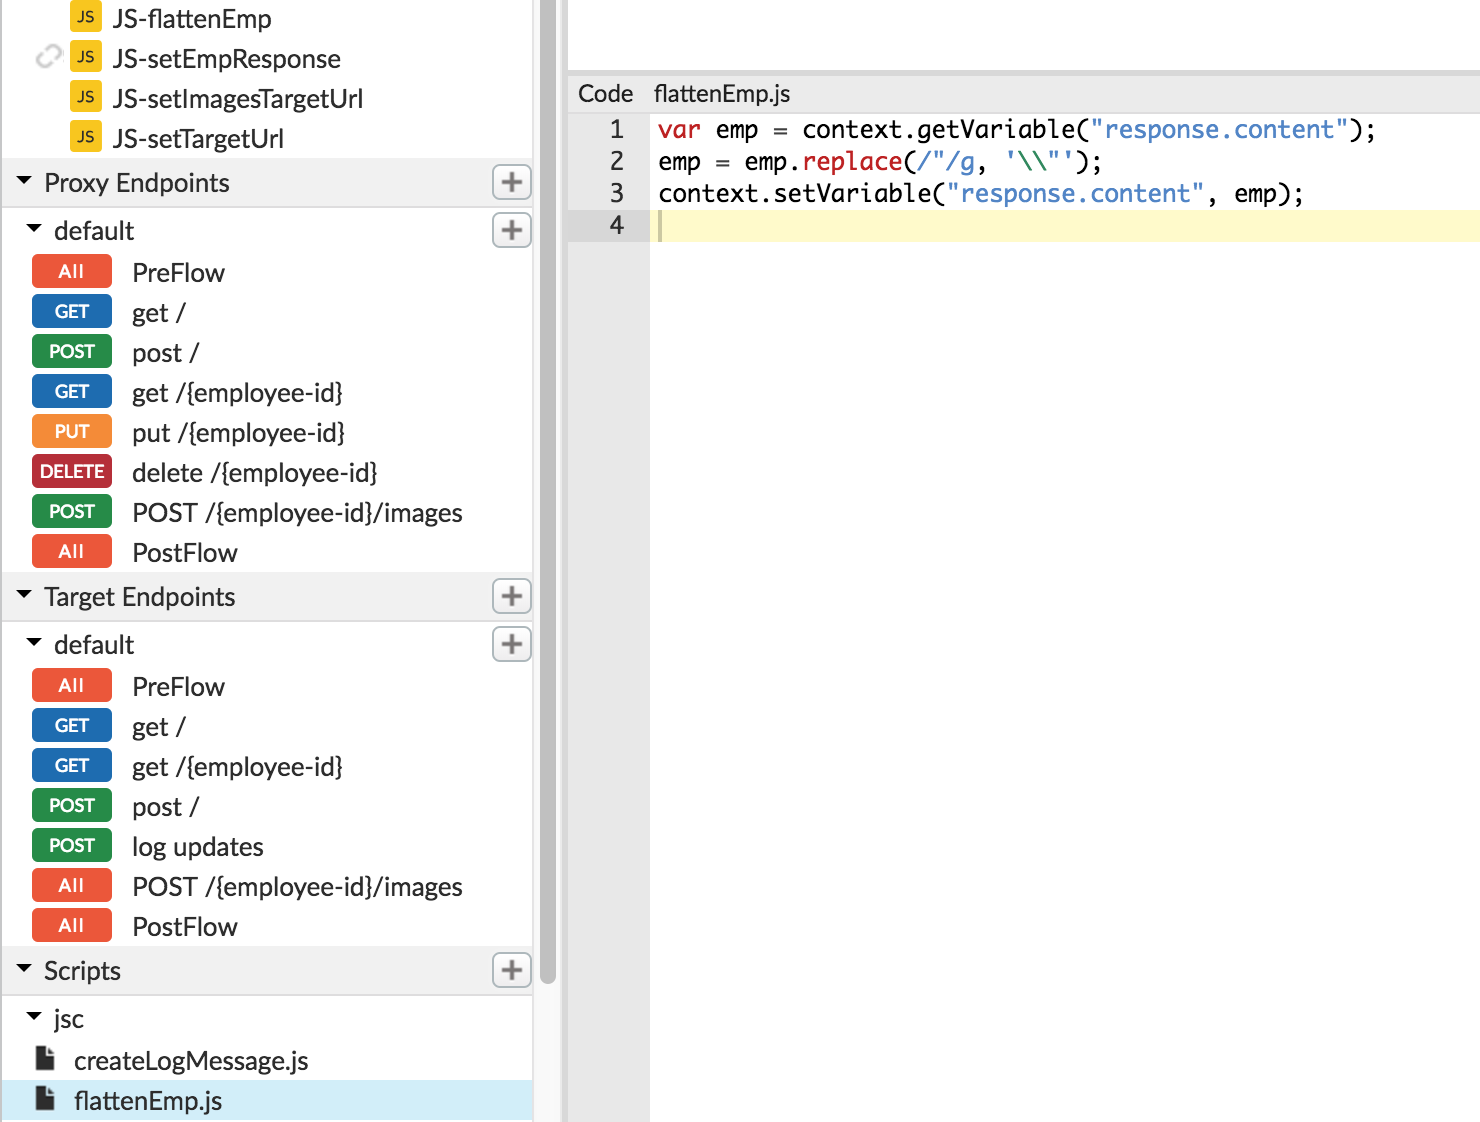 JS JS-flattenEmp
JS JS-setEmpResponse
JS JS-setImagesTargetUrl
JS JS-setTargetUrl
Proxy Endpoints
default
All PreFlow
GET get /
POST post /
GET get /{employee-id}
PUT put /{employee-id}
DELETE delete /{employee-id}
POST POST /{employee-id}/images
All PostFlow
Target Endpoints
default
All PreFlow
GET get /
GET get /{employee-id}
POST post /
POST log updates
All POST /{employee-id}/images
All PostFlow
Scripts
jsc
createLogMessage.js
flattenEmp.js
Code flattenEmp.js
1 var emp = context.getVariable("response.content");
2 emp = emp.replace(/"/g, '\\"');
3 context.setVariable("response.content", emp);
4